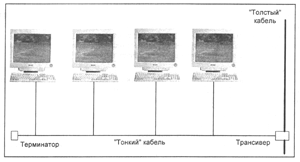 "Толстый"
кабель
Терминатор
"Тонкий" кабель
Трансивер